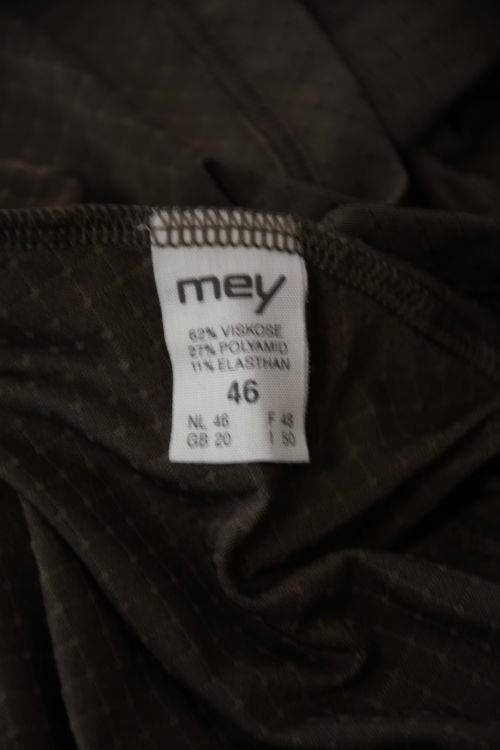 mey
62% VISKOSE
27% POLYAMID
11% ELASTHAN
46
NL 46 F 48
GB 20 I 50